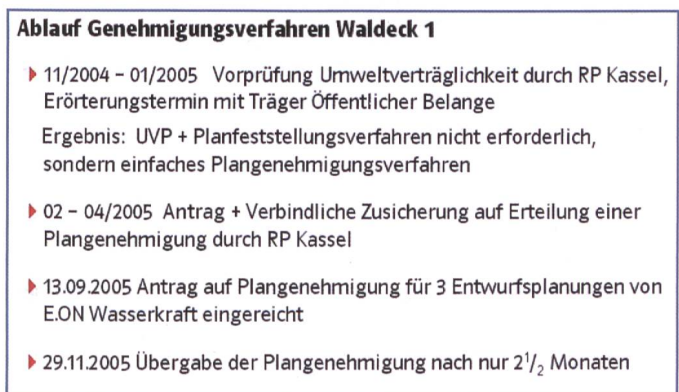 Ablauf Genehmigungsverfahren Waldeck 1
11/2004 – 01/2005 Vorprüfung Umweltverträglichkeit durch RP Kassel,
Erörterungstermin mit Träger Öffentlicher Belange
Ergebnis: UVP + Planfeststellungsverfahren nicht erforderlich,
sondern einfaches Plangenehmigungsverfahren
02 – 04/2005 Antrag + Verbindliche Zusicherung auf Erteilung einer
Plangenehmigung durch RP Kassel
13.09.2005 Antrag auf Plangenehmigung für 3 Entwurfsplanungen von
E.ON Wasserkraft eingereicht
29.11.2005 Übergabe der Plangenehmigung nach nur 2 1/2 Monaten